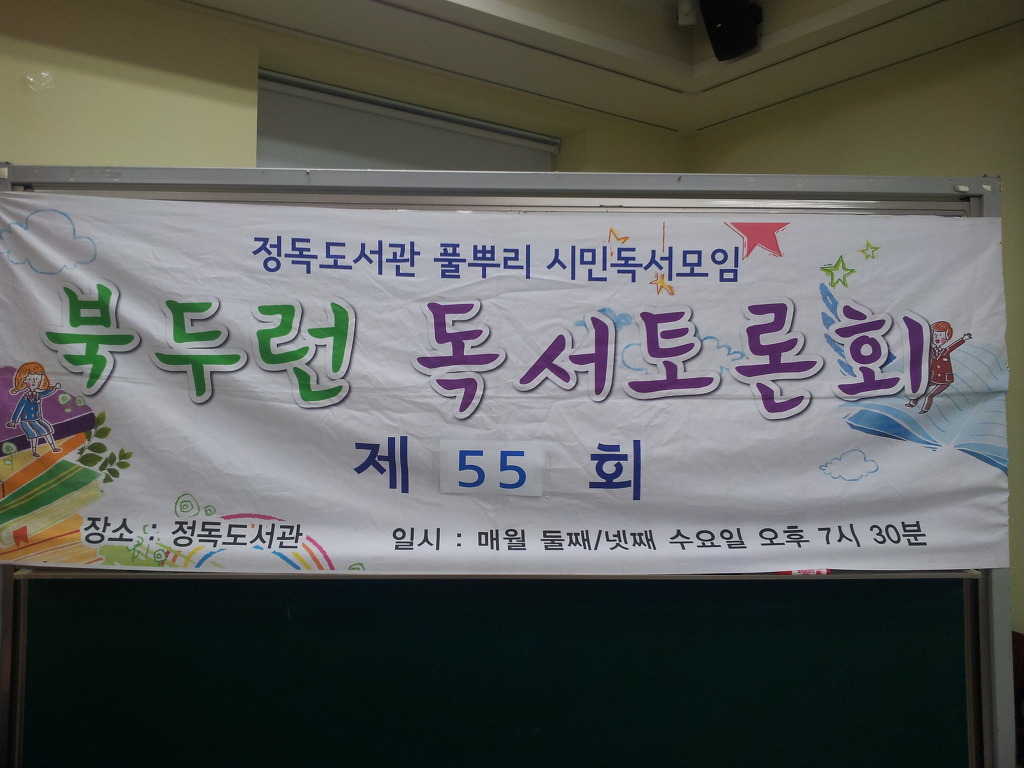 정독도서관 풀뿌리 시민독서모임
북두런 독서토론회
제 55 회
장소 : 정독도서관 일시 : 매월 둘째/넷째 수요일 오후 7시 30분